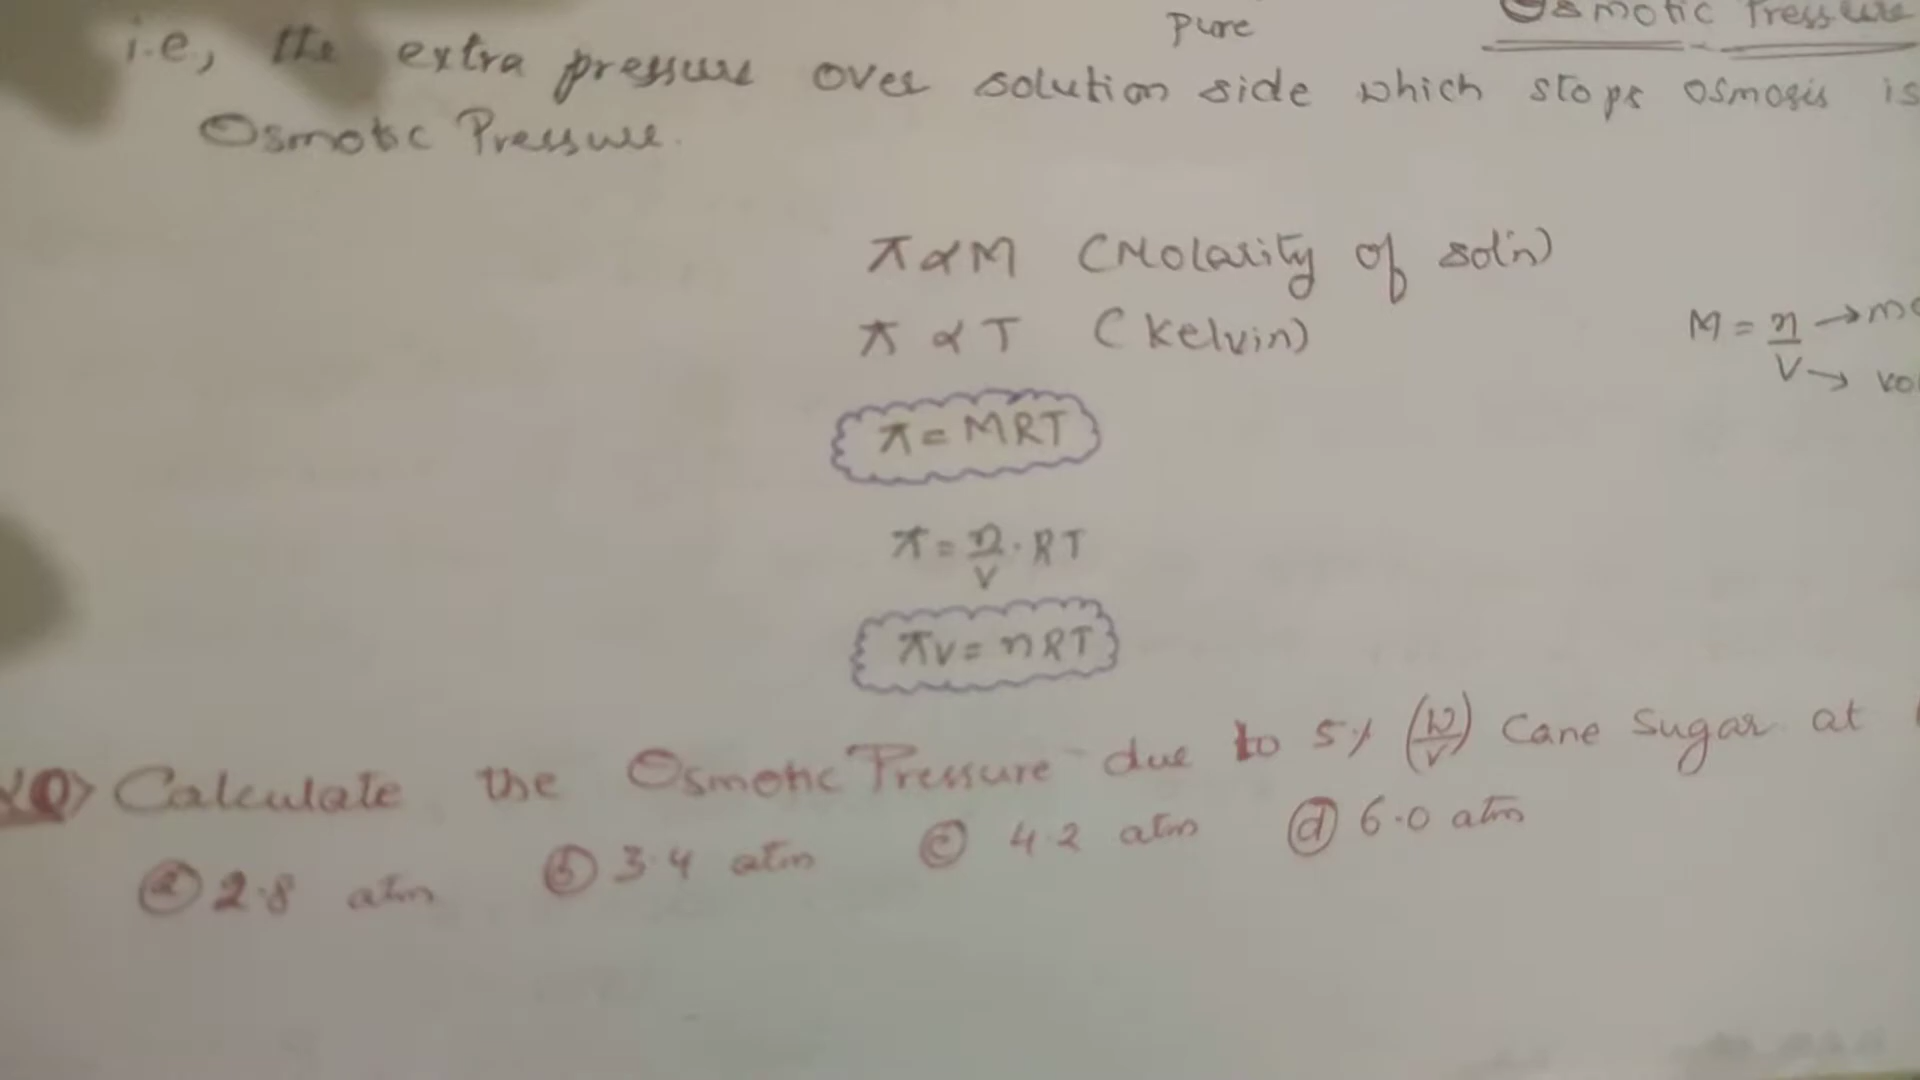 Pure
Osmotic Pressure
i.e., the extra pressure over solution side which stops osmosis is
Osmotic Pressure.
π ∝ M (Molarity of sol'n)
π ∝ T (Kelvin)
M = n/V
π = MRT
π = n/V · RT
πV = nRT
Q> Calculate the Osmotic Pressure due to 5% (W/V) Cane Sugar at
ⓐ 2.8 atm ⓑ 3.4 atm ⓒ 4.2 atm ⓓ 6.0 atm